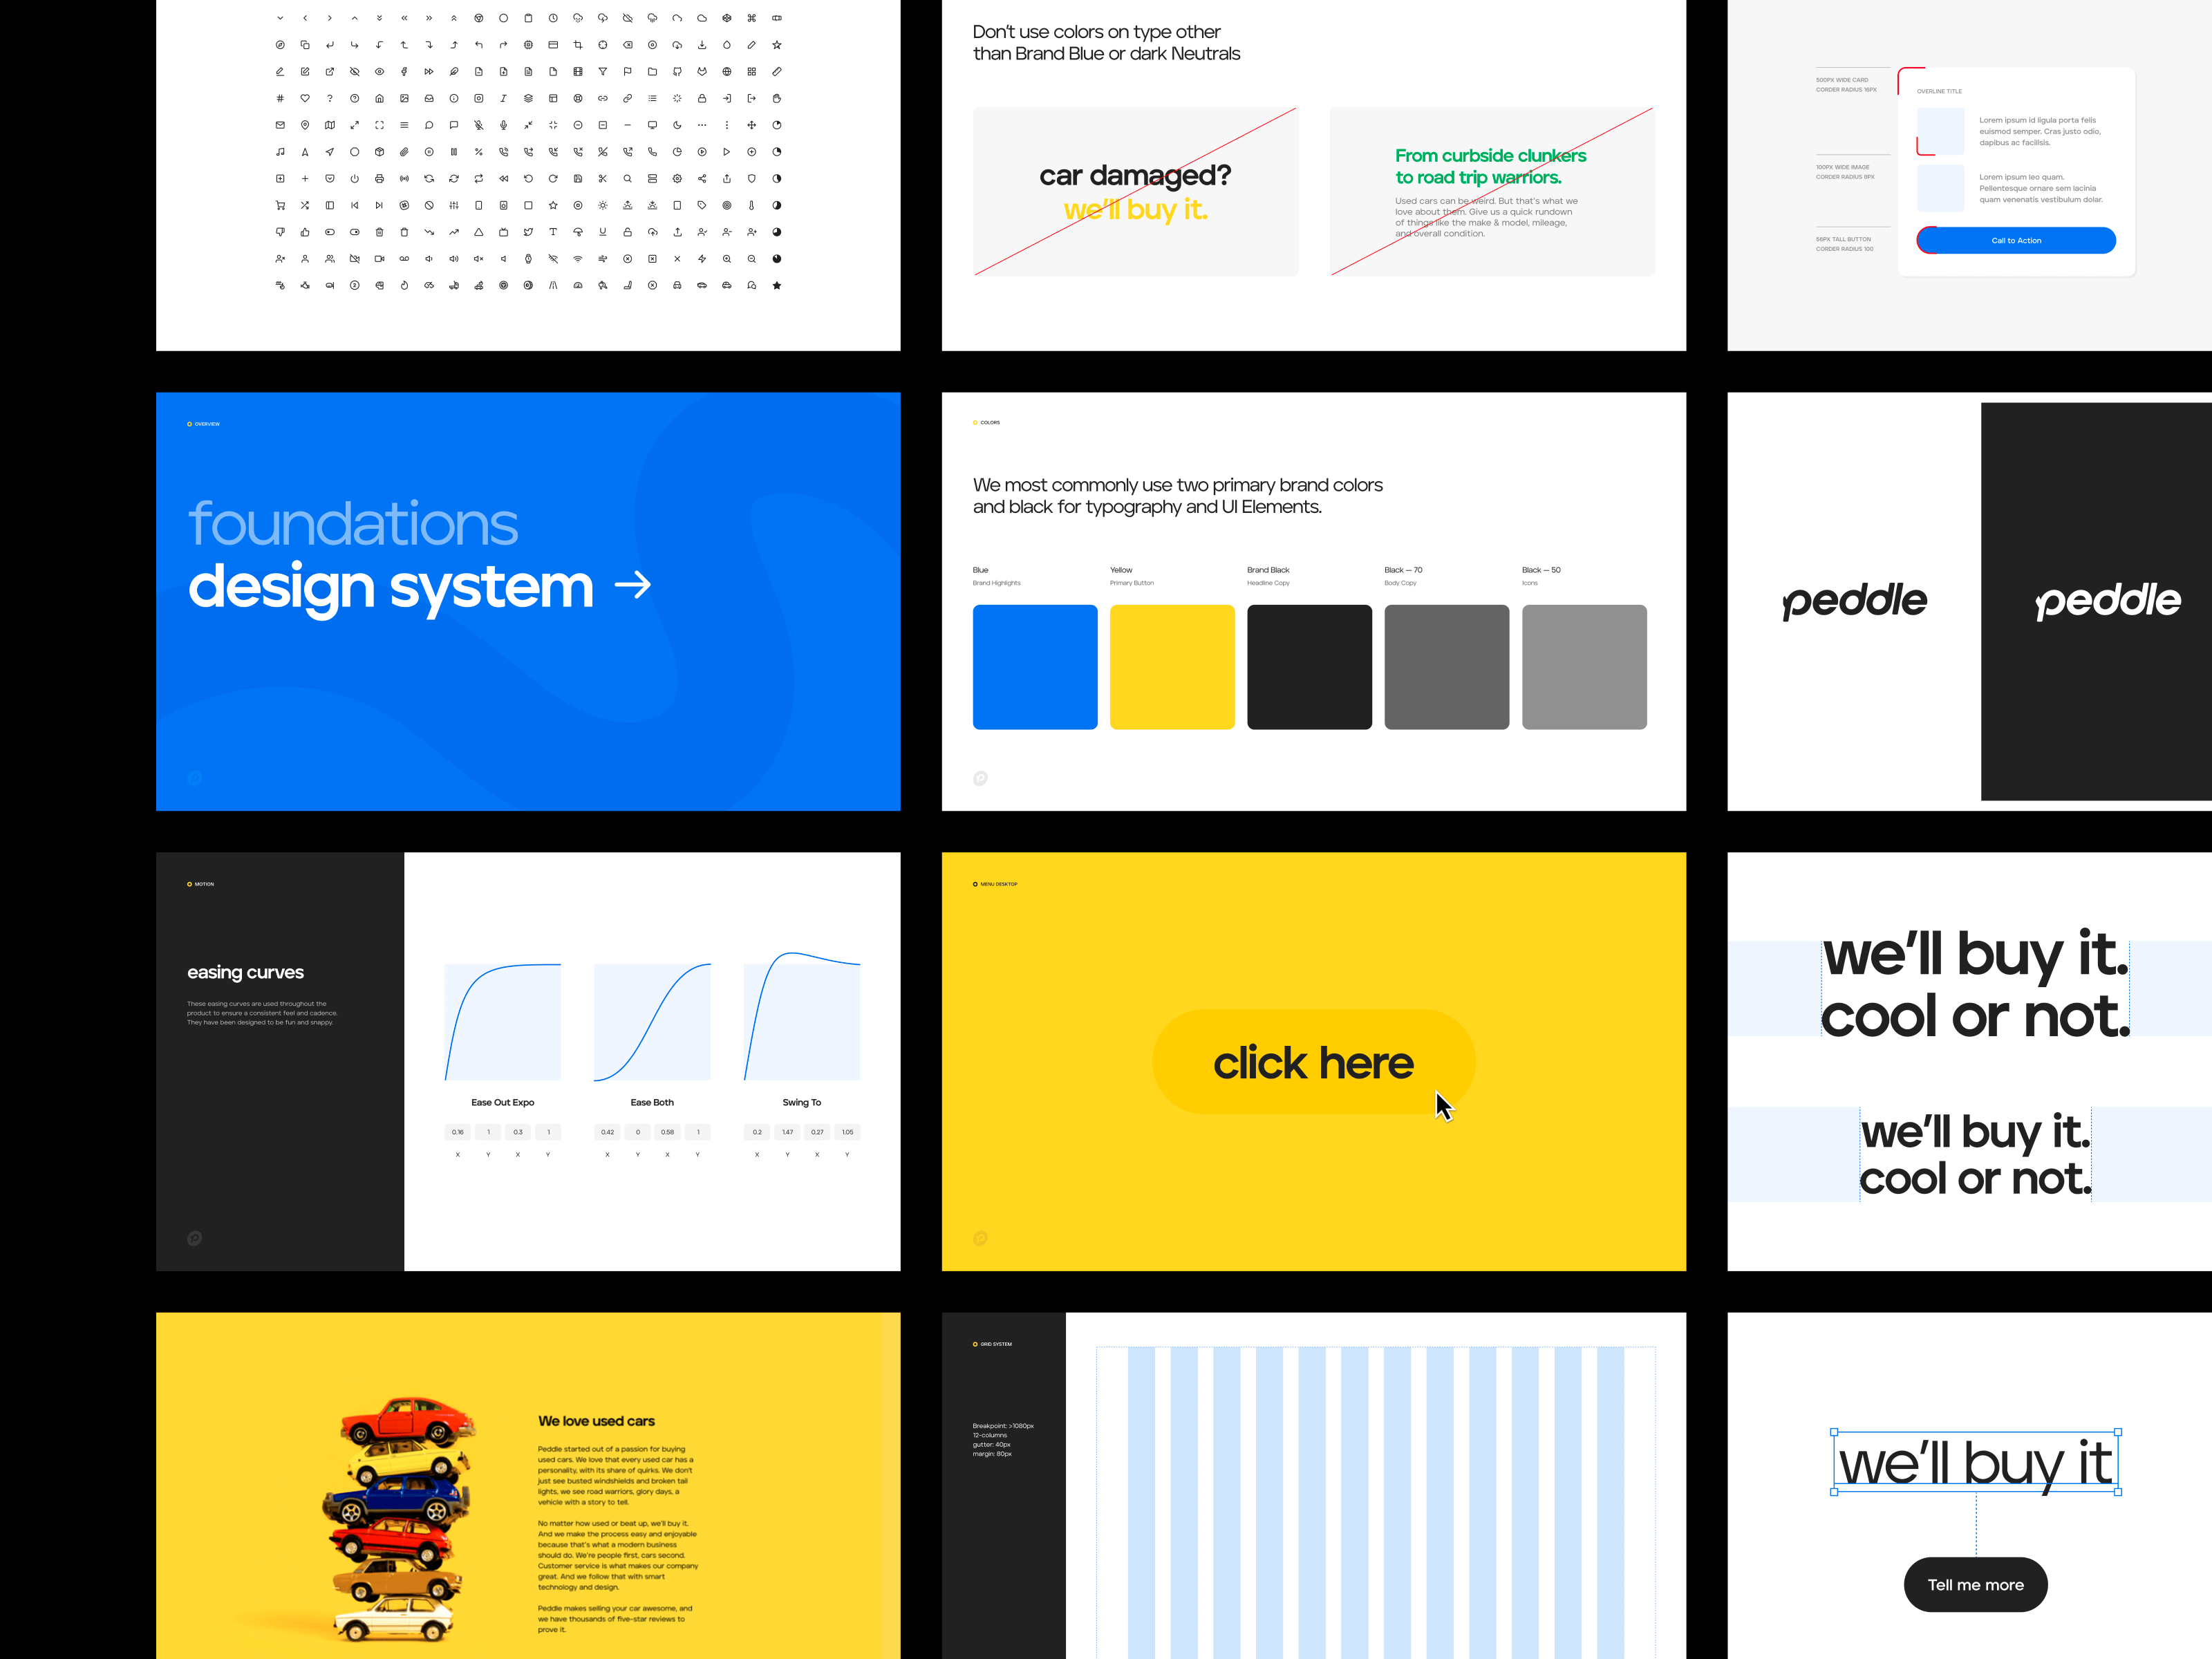 Don't use colors on type other
than Brand Blue or dark Neutrals
car damaged?
we'll buy it.
From curbside clunkers
to road trip warriors.
Used cars can be weird. But that's what we
love about them. Give us a quick rundown
of things like the make & model, mileage,
and overall condition.
500PX WIDE CARD
CORDER RADIUS 16PX
100PX WIDE IMAGE
CORDER RADIUS 8PX
56PX TALL BUTTON
CORDER RADIUS 100
OVERLINE TITLE
Lorem ipsum id ligula porta felis
euismod semper. Cras justo odio,
dapibus ac facilisis.
Lorem ipsum leo quam.
Pellentesque ornare sem lacinia
quam venenatis vestibulum dolar.
Call to Action
OVERVIEW
foundations
design system →
COLORS
We most commonly use two primary brand colors
and black for typography and UI Elements.
Blue
Brand Highlights
Yellow
Primary Button
Brand Black
Headline Copy
Black — 70
Body Copy
Black — 50
Icons
peddle
peddle
MOTION
easing curves
These easing curves are used throughout the
product to ensure a consistent feel and cadence.
They have been designed to be fun and snappy.
Ease Out Expo
0.16 1 0.3 1
X Y X Y
Ease Both
0.42 0 0.58 1
X Y X Y
Swing To
0.2 1.47 0.27 1.05
X Y X Y
MENU DESKTOP
click here
we'll buy it.
cool or not.
we'll buy it.
cool or not.
We love used cars
Peddle started out of a passion for buying
used cars. We love that every used car has a
personality, with its share of quirks. We don't
just see busted windshields and broken tail
lights, we see road warriors, glory days, a
vehicle with a story to tell.
No matter how used or beat up, we'll buy it.
And we make the process easy and enjoyable
because that's what a modern business
should do. We're people first, cars second.
Customer service is what makes our company
great. And we follow that with smart
technology and design.
Peddle makes selling your car awesome, and
we have thousands of five-star reviews to
prove it.
GRID SYSTEM
Breakpoint: >1080px
12-columns
gutter: 40px
margin: 80px
we'll buy it
Tell me more